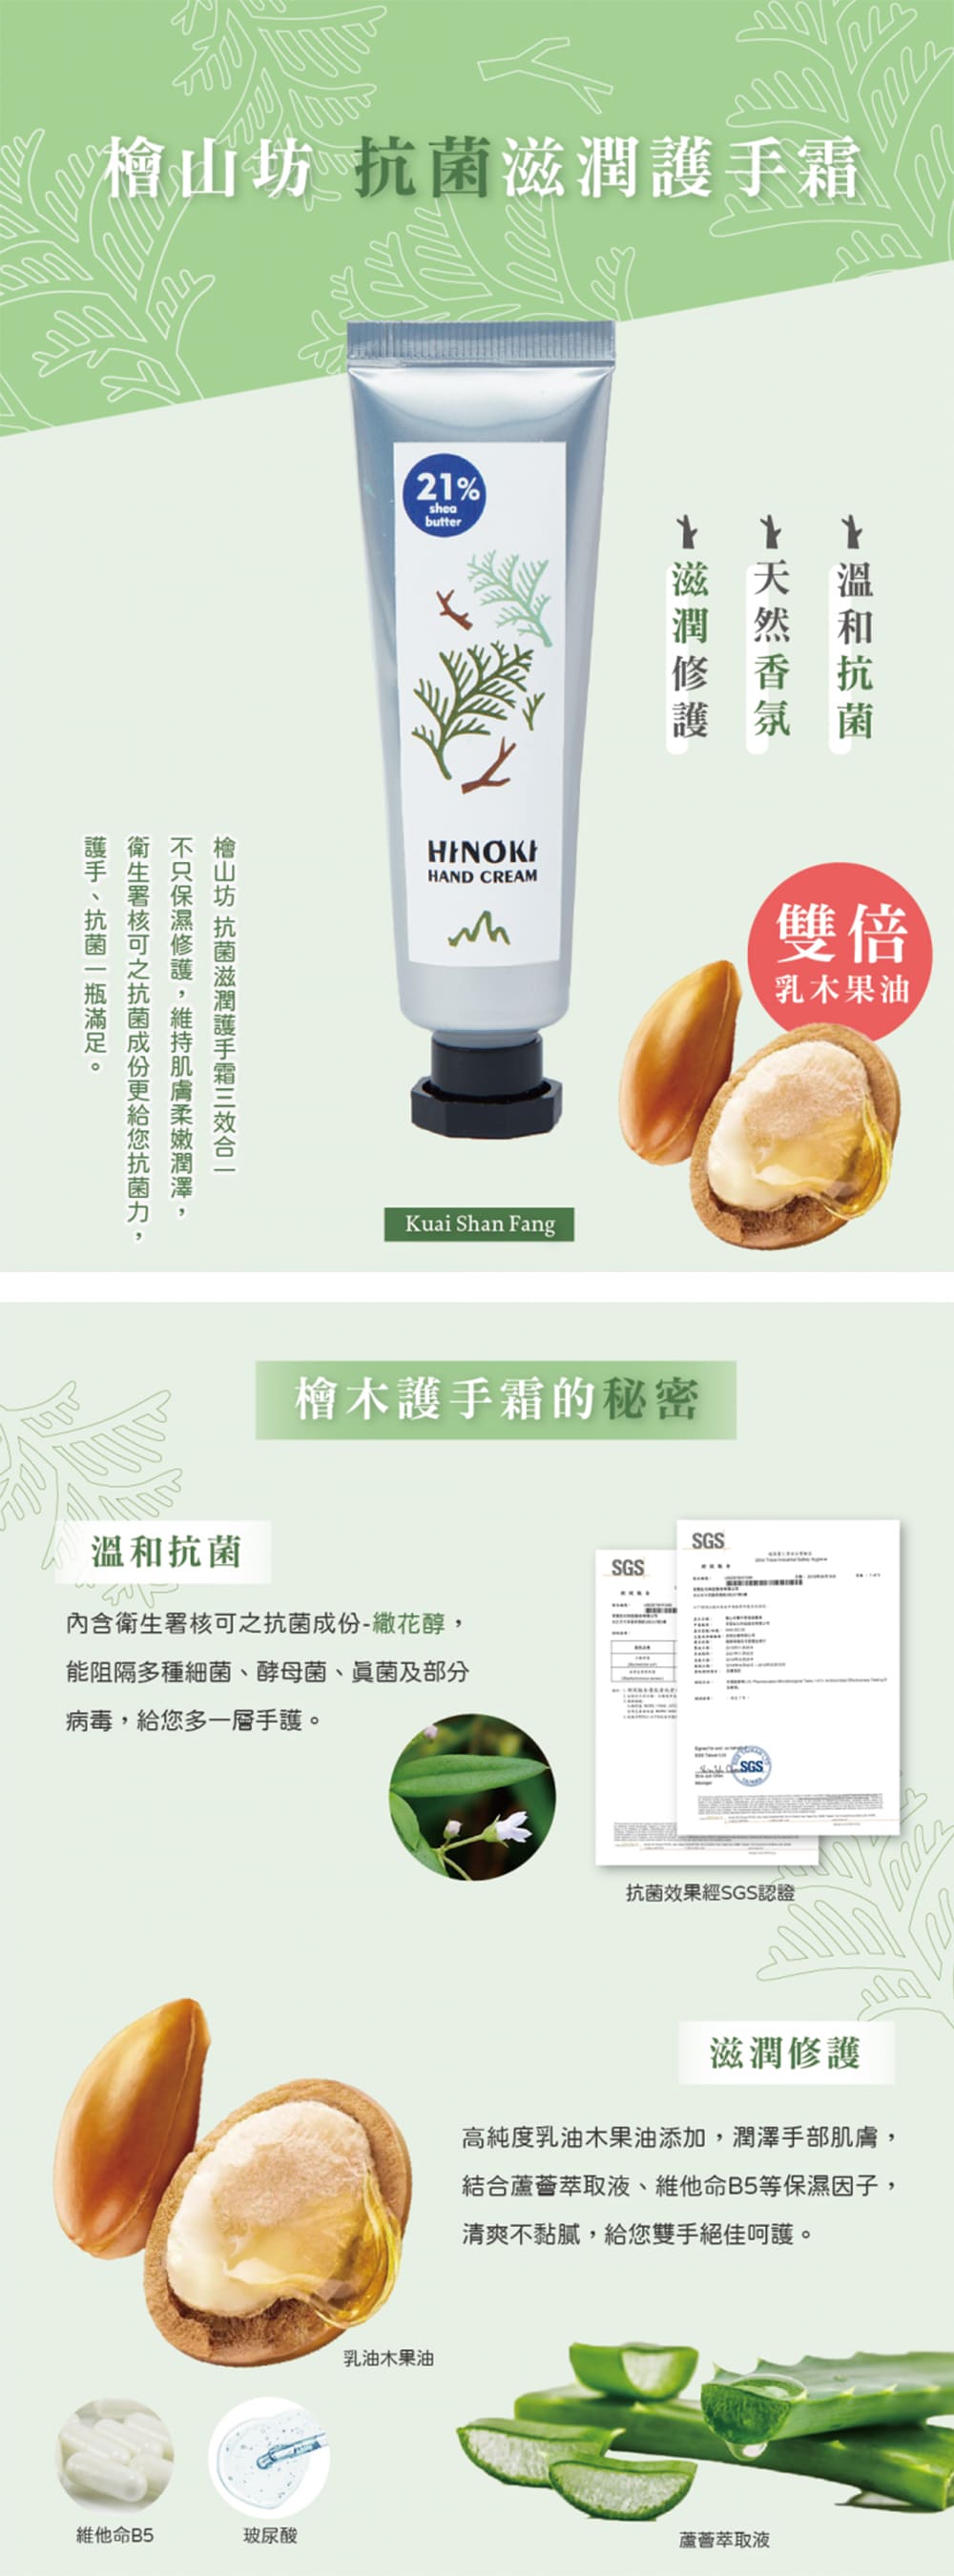 檜山坊 抗菌滋潤護手霜
21%
shea
butter
HINOKI
HAND CREAM
溫和抗菌
天然香氛
滋潤修護
檜山坊 抗菌滋潤護手霜三效合一
不只保濕修護，維持肌膚柔嫩潤澤，
衛生署核可之抗菌成份更給您抗菌力，
護手、抗菌一瓶滿足。
雙倍
乳木果油
Kuai Shan Fang
檜木護手霜的秘密
溫和抗菌
內含衛生署核可之抗菌成份-繖花醇，
能阻隔多種細菌、酵母菌、眞菌及部分
病毒，給您多一層手護。
SGS
SGS
SGS
抗菌效果經SGS認證
滋潤修護
高純度乳油木果油添加，潤澤手部肌膚，
結合蘆薈萃取液、維他命B5等保濕因子，
清爽不黏膩，給您雙手絕佳呵護。
乳油木果油
維他命B5
玻尿酸
蘆薈萃取液